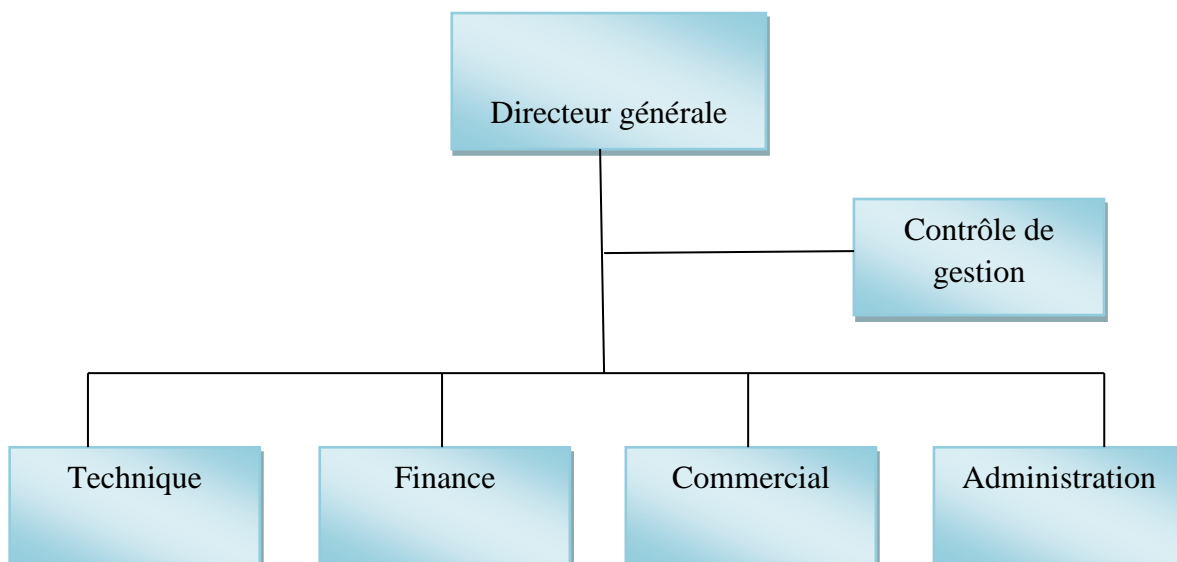 Directeur générale
Contrôle de
gestion
Technique
Finance
Commercial
Administration